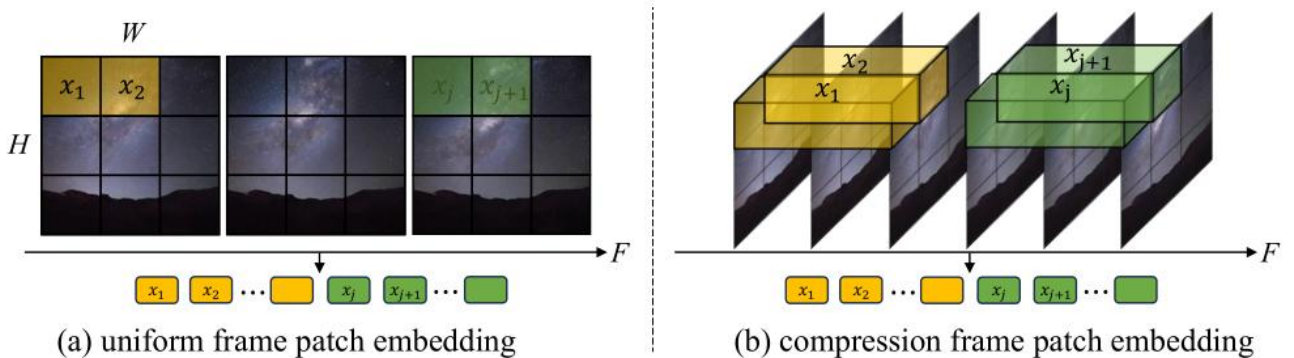 W
H
x₁ x₂
xⱼ xⱼ₊₁
F
x₁ x₂ ... xⱼ xⱼ₊₁ ...
(a) uniform frame patch embedding
x₂
x₁
xⱼ₊₁
xⱼ
F
x₁ x₂ ... xⱼ xⱼ₊₁ ...
(b) compression frame patch embedding